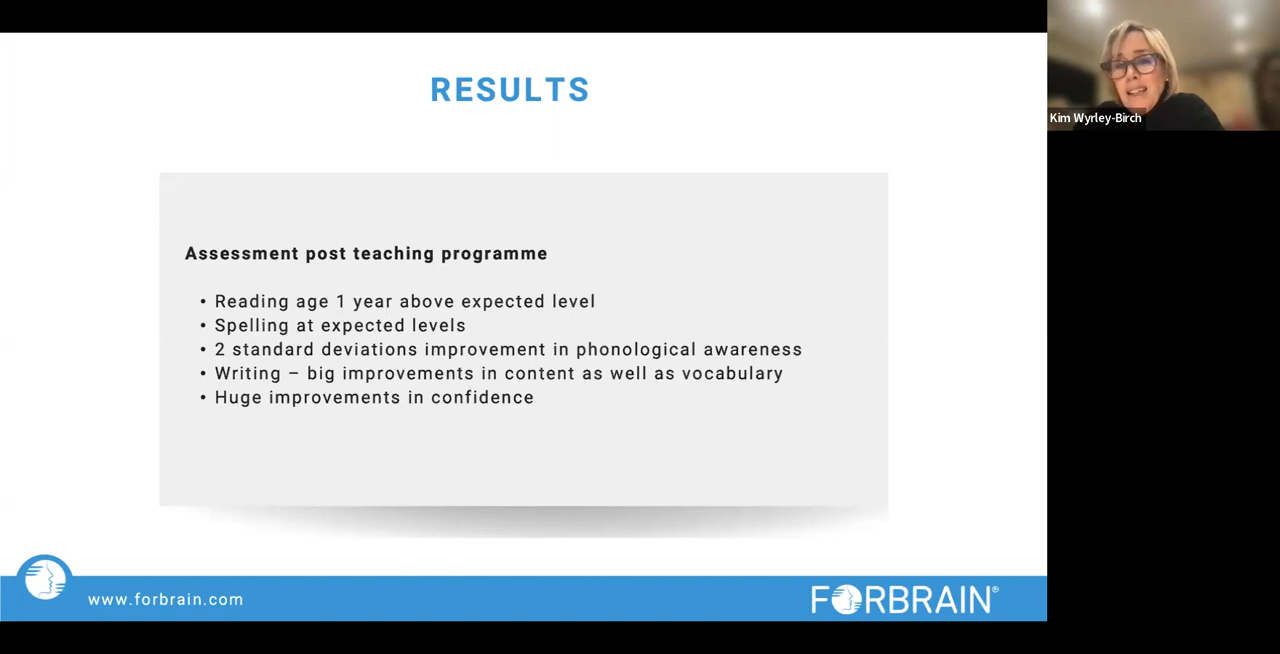 RESULTS
Kim Wyrley-Birch
Assessment post teaching programme
• Reading age 1 year above expected level
• Spelling at expected levels
• 2 standard deviations improvement in phonological awareness
• Writing – big improvements in content as well as vocabulary
• Huge improvements in confidence
www.forbrain.com
FORBRAIN®